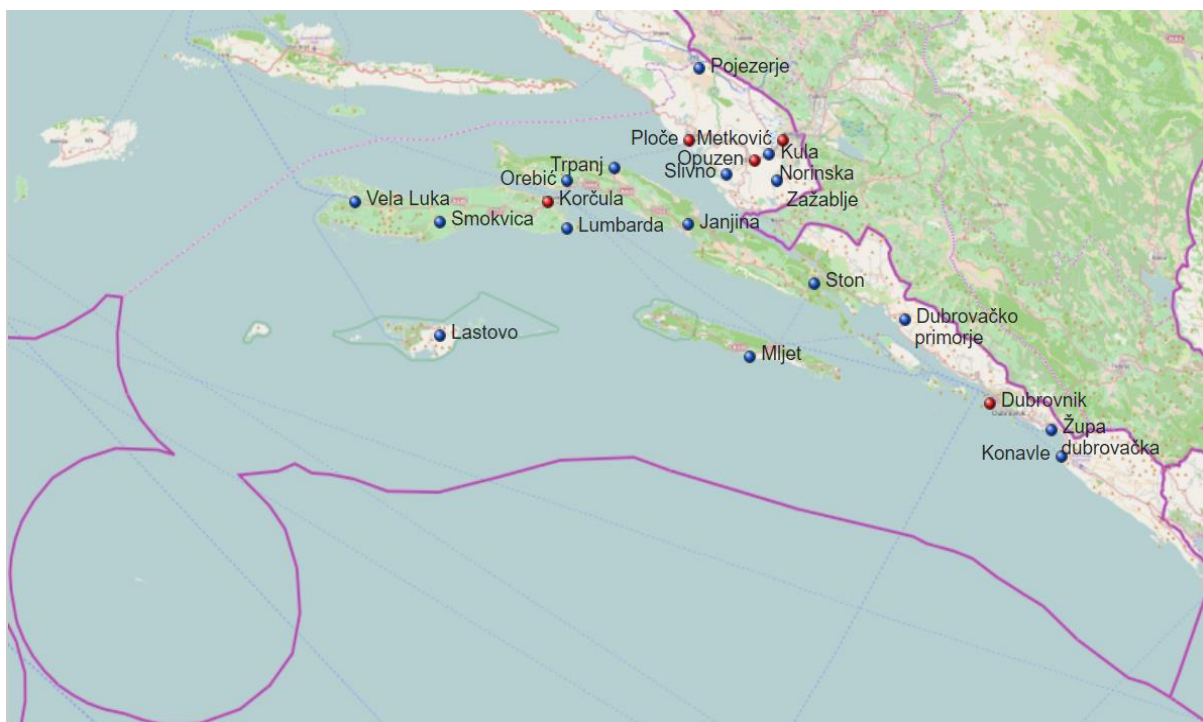 Pojezerje
Ploče
Metković
Opuzen
Kula
Slivno
Norinska
Zažablje
Trpanj
Orebić
Vela Luka
Korčula
Smokvica
Lumbarda
Janjina
Ston
Dubrovačko
primorje
Lastovo
Mljet
Dubrovnik
Dubrovnik
Župa
dubrovačka
Konavle